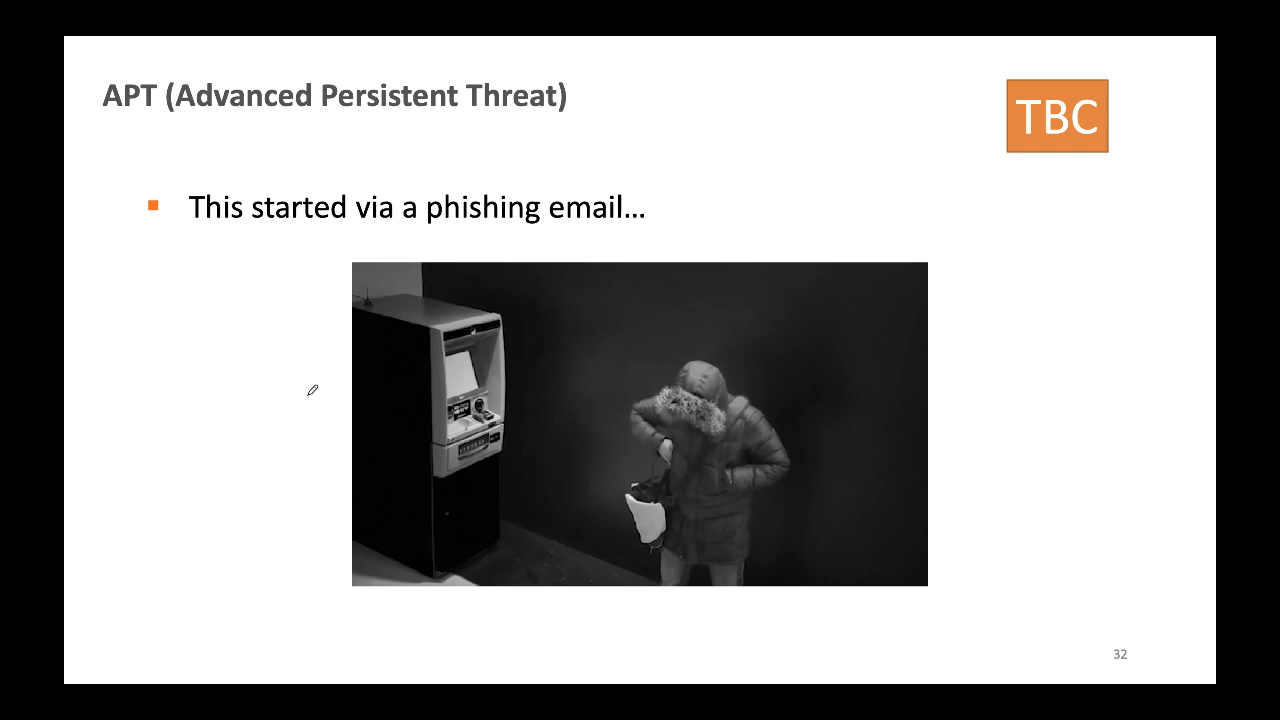 APT (Advanced Persistent Threat)
TBC
This started via a phishing email...
32